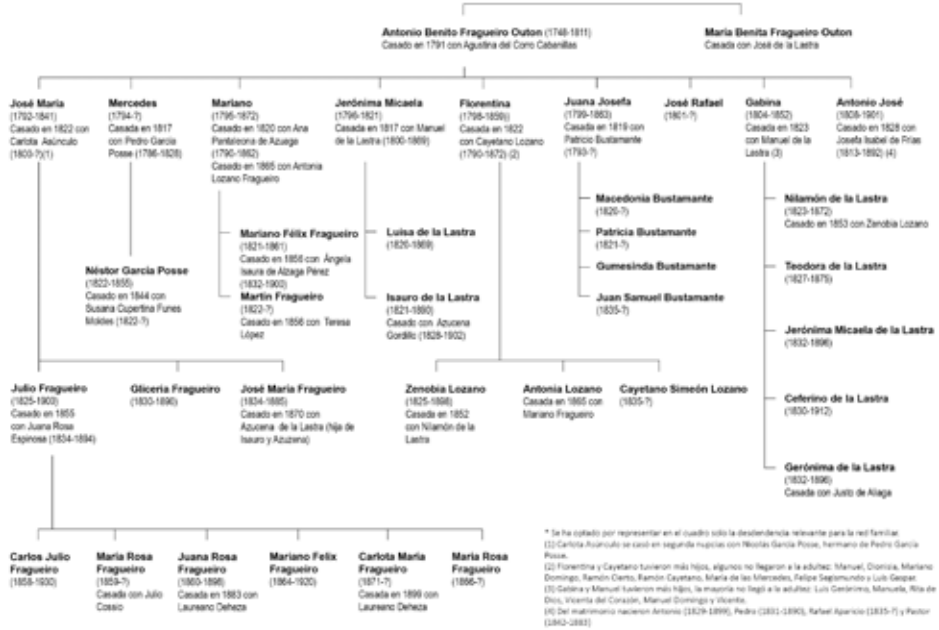 Antonio Benito Fragueiro Outon (1748-1811)
Casado en 1791 con Agustina del Corro Cabanillas
María Benita Fragueiro Outon
Casada con José de la Lastra
José María
(1792-1841)
Casado en 1822 con
Carlota Asúnculo
(1803-?)(1)
Mercedes
(1794-?)
Casada en 1817
con Pedro García
Posse (1786-1828)
Mariano
(1795-1872)
Casado en 1820 con Ana
Pantaleona de Azuaga
(1790-1862)
Casado en 1865 con Antonia
Lozano Fragueiro
Jerónima Micaela
(1796-1821)
Casada en 1817 con Manuel
de la Lastra (1800-1869)
Florentina
(1798-1859)
Casada en 1822
con Cayetano Lozano
(1790-1872) (2)
Juana Josefa
(1799-1863)
Casada en 1819 con
Patricio Bustamante
(1793-?)
José Rafael
(1801-?)
Gabina
(1804-1852)
Casada en 1823
con Manuel de la
Lastra (3)
Antonio José
(1808-1901)
Casado en 1828 con
Josefa Isabel de Frías
(1813-1892) (4)
Macedonia Bustamante
(1820-?)
Patricia Bustamante
(1821-?)
Gumesinda Bustamante
Juan Samuel Bustamante
(1835-?)
Nilamón de la Lastra
(1823-1872)
Casado en 1853 con Zenobia Lozano
Teodora de la Lastra
(1827-1875)
Jerónima Micaela de la Lastra
(1832-1896)
Ceferino de la Lastra
(1830-1912)
Gerónima de la Lastra
(1832-1896)
Casada con Justo de Aliaga
Mariano Félix Fragueiro
(1821-1861)
Casado en 1856 con Ángela
Isaura de Alzaga Pérez
(1832-1900)
Martín Fragueiro
(1822-?)
Casado en 1856 con Teresa
López
Luisa de la Lastra
(1820-1869)
Isauro de la Lastra
(1821-1890)
Casado con Azucena
Gordillo (1828-1902)
Néstor García Posse
(1822-1855)
Casado en 1844 con
Susana Cupertina Funes
Moldes (1822-?)
Julio Fragueiro
(1825-1903)
Casado en 1855
con Juana Rosa
Espinosa (1834-1894)
Gliceria Fragueiro
(1830-1896)
José María Fragueiro
(1834-1885)
Casado en 1870 con
Azucena de la Lastra (hija de
Isauro y Azuzena)
Zenobia Lozano
(1825-1898)
Casada en 1852
con Nilamón de la
Lastra
Antonia Lozano
Casada en 1865 con
Mariano Fragueiro
Cayetano Simeón Lozano
(1835-?)
Carlos Julio
Fragueiro
(1858-1930)
María Rosa
Fragueiro
(1859-?)
Casada con Julio
Cossio
Juana Rosa
Fragueiro
(1860-1898)
Casada en 1883 con
Laureano Deheza
Mariano Felix
Fragueiro
(1864-1920)
Carlota María
Fragueiro
(1871-?)
Casada en 1899 con
Laureano Deheza
María Rosa
Fragueiro
(1866-?)
* Se ha optado por representar en el cuadro solo la desdendencia relevante para la red familiar.
(1) Carlota Asúnculo se casó en segunda nupcias con Nicolás García Posse, hermano de Pedro García
Posse.
(2) Florentina y Cayetano tuvieron más hijos, algunos no llegaron a la adultez: Manuel, Dionisia, Mariano
Domingo, Ramón Clerto, Ramón Cayetano, María de las Mercedes, Felipe Segismundo y Luis Gaspar.
(3) Gabina y Manuel tuvieron más hijos, la mayoría no llegó a la adultez: Luis Gerónimo, Manuela, Rita de
Dios, Vicenta del Corazón, Manuel Domingo y Vicente.
(4) Del matrimonio nacieron Antonio (1829-1899), Pedro (1831-1890), Rafael Aparicio (1835-?) y Pastor
(1842-1883)